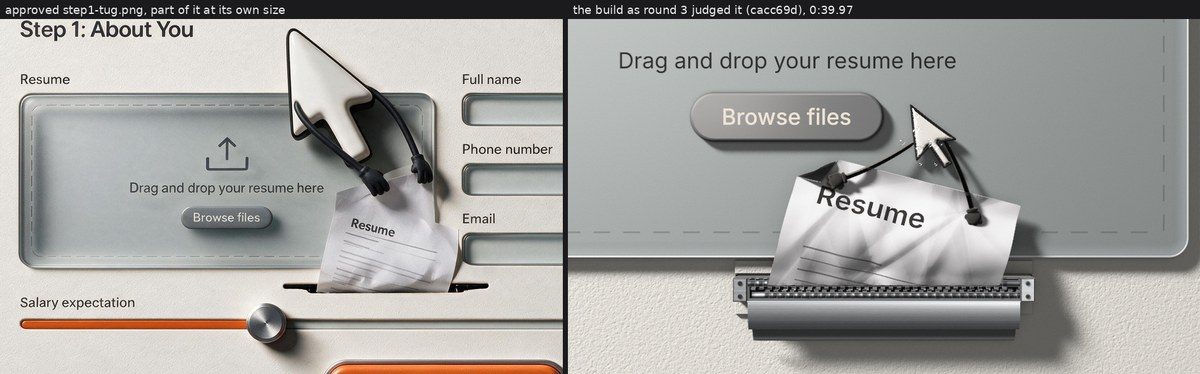 approved step1-tug.png, part of it at its own size
Step 1: About You
Resume
Full name
Drag and drop your resume here
Browse files
Phone number
Email
Resume
Salary expectation
the build as round 3 judged it (cacc69d), 0:39.97
Drag and drop your resume here
Browse files
Resume